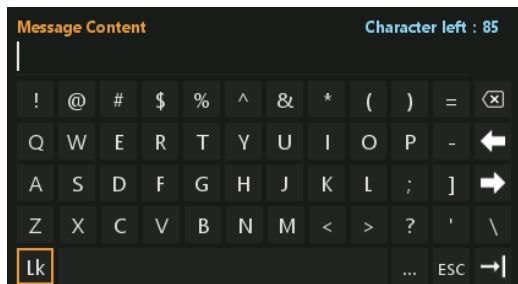 Message Content Character left : 85
! @ # $ % ^ & * ( ) =
Q W E R T Y U I O P -
A S D F G H J K L ; ]
Z X C V B N M < > ? ' \
Lk ... ESC